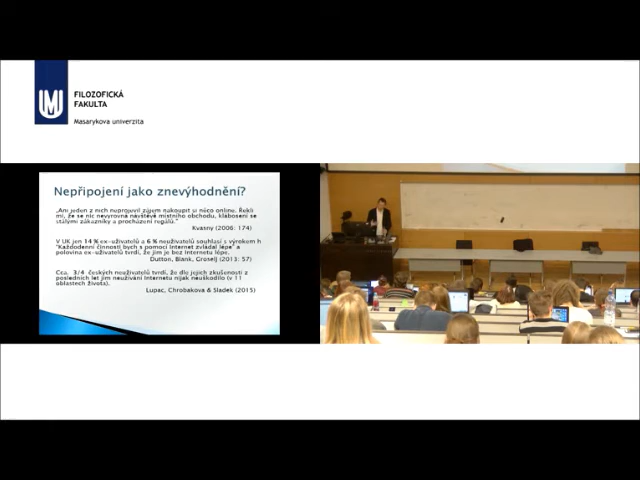 FILOZOFICKÁ
FAKULTA
Masarykova univerzita
Nepřipojení jako znevýhodnění?
„Ani jeden z nich neprojevil zájem nakoupit si něco online. Řekli
mi, že se nic nevyrovná návštěvě místního obchodu, klábosení se
stálými zákazníky a procházení regálů."
Kvasny (2006: 174)
V UK jen 14 % ex-uživatelů a 6 % neuživatelů souhlasí s výrokem
"Každodenní činnosti bych s pomocí Internet zvládal lépe" a
polovina ex-uživatelů tvrdí, že jim je bez Internetu lépe.
Dutton, Blank, Groselj (2013: 57)
Cca. 3/4 českých neuživatelů tvrdí, že dle jejich zkušenosti z
posledních let jim neužívání Internetu nijak neuškodilo (v 11
oblastech života).
Lupac, Chrobakova & Sladek (2015)